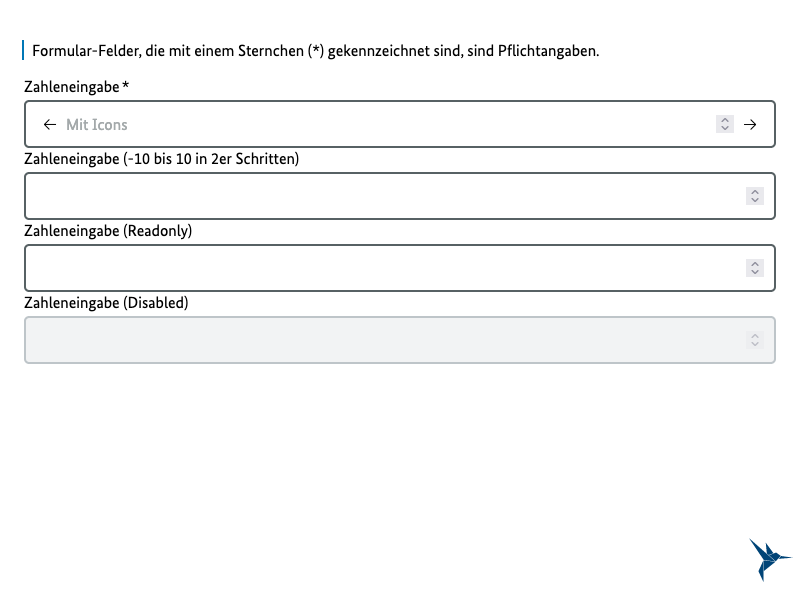 Formular-Felder, die mit einem Sternchen (*) gekennzeichnet sind, sind Pflichtangaben.
Zahleneingabe*
Mit Icons
Zahleneingabe (-10 bis 10 in 2er Schritten)
Zahleneingabe (Readonly)
Zahleneingabe (Disabled)